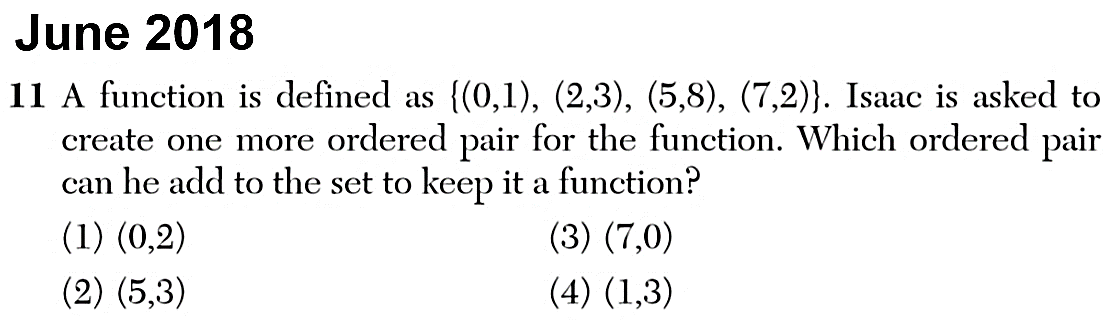 June 2018
11 A function is defined as {(0,1), (2,3), (5,8), (7,2)}. Isaac is asked to
create one more ordered pair for the function. Which ordered pair
can he add to the set to keep it a function?
(1) (0,2) (3) (7,0)
(2) (5,3) (4) (1,3)